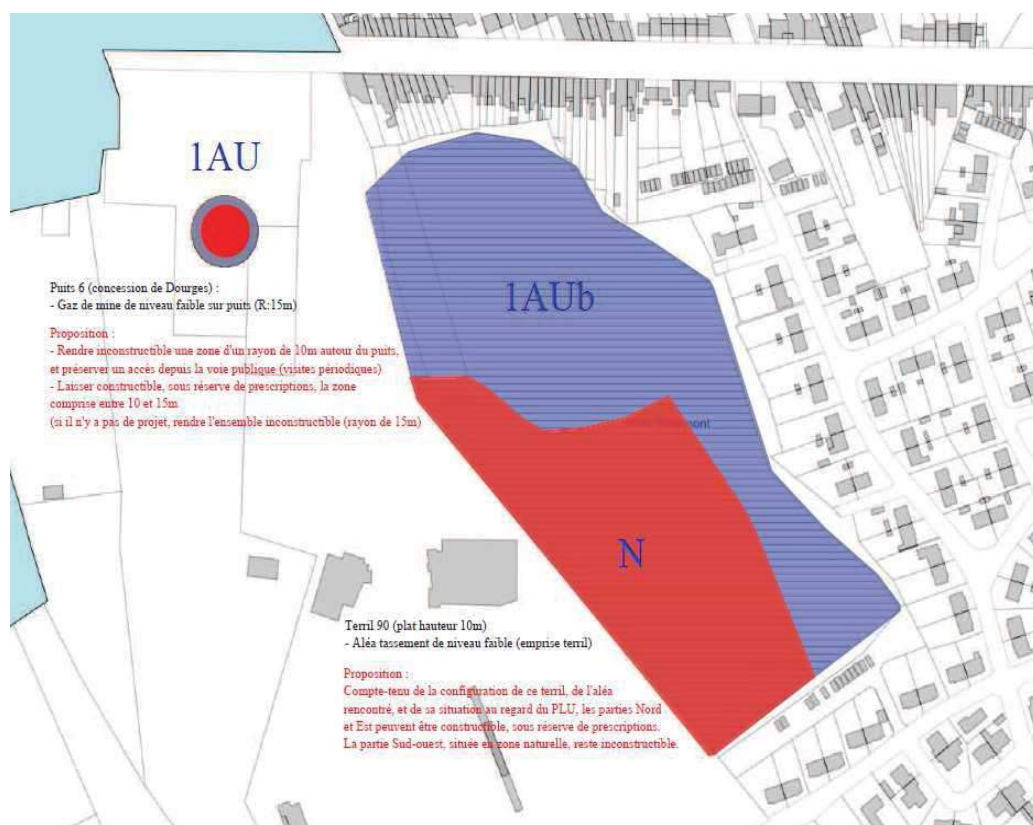 1AU
Puits 6 (concession de Dourges) :
- Gaz de mine de niveau faible sur puits (R:15m)
Proposition :
- Rendre inconstructible une zone d'un rayon de 10m autour du puits,
et préserver un accès depuis la voie publique (visites périodiques)
- Laisser constructible, sous réserve de prescriptions, la zone
comprise entre 10 et 15m
(si il n'y a pas de projet, rendre l'ensemble inconstructible (rayon de 15m)
1AUb
N
Terril 90 (plat hauteur 10m)
- Aléa tassement de niveau faible (emprise terril)
Proposition :
Compte-tenu de la configuration de ce terril, de l'aléa
rencontré, et de sa situation au regard du PLU, les parties Nord
et Est peuvent être constructible, sous réserve de prescriptions.
La partie Sud-ouest, située en zone naturelle, reste inconstructible.